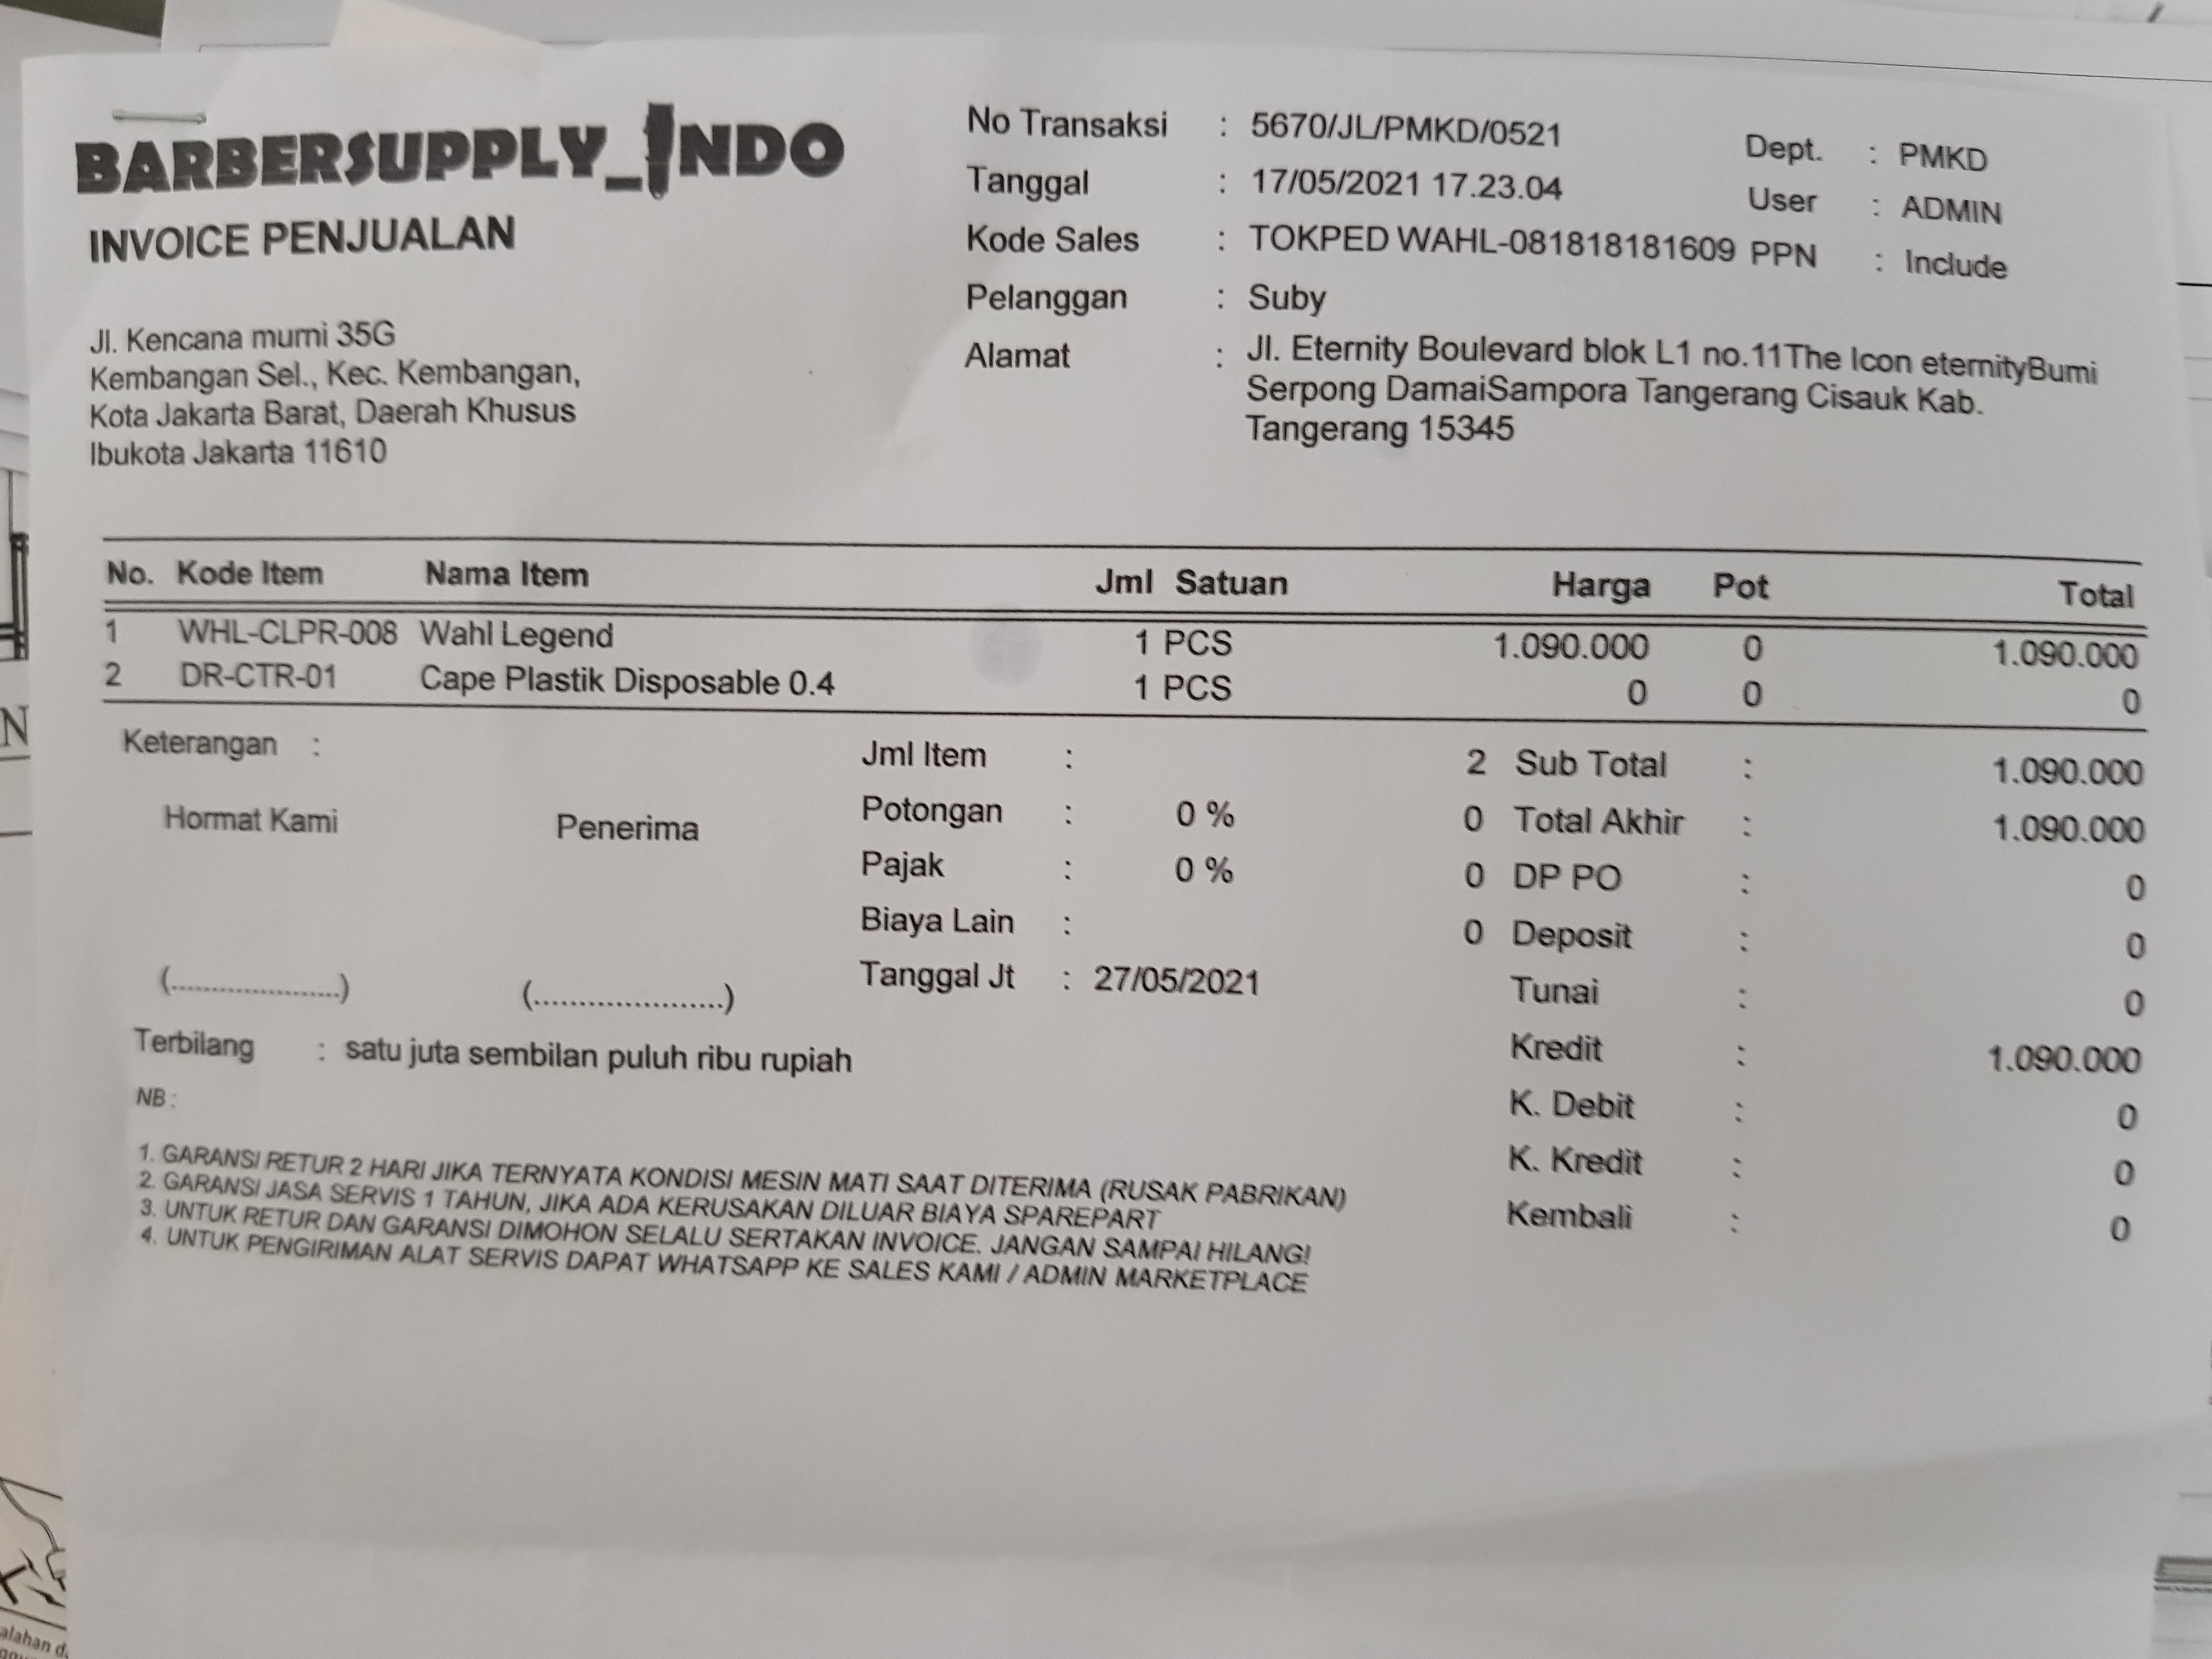 BARBERSUPPLY_INDO
INVOICE PENJUALAN
Jl. Kencana murni 35G
Kembangan Sel., Kec. Kembangan,
Kota Jakarta Barat, Daerah Khusus
Ibukota Jakarta 11610
No Transaksi : 5670/JL/PMKD/0521 Dept. : PMKD
Tanggal : 17/05/2021 17.23.04 User : ADMIN
Kode Sales : TOKPED WAHL-0818181816​09 PPN : Include
Pelanggan : Suby
Alamat : Jl. Eternity Boulevard blok L1 no.11The Icon eternityBumi
Serpong DamaiSampora Tangerang Cisauk Kab.
Tangerang 15345
No. Kode Item Nama Item Jml Satuan Harga Pot Total
1 WHL-CLPR-008 Wahl Legend 1 PCS 1.090.000 0 1.090.000
2 DR-CTR-01 Cape Plastik Disposable 0.4 1 PCS 0 0 0
Keterangan : Jml Item : 2 Sub Total : 1.090.000
Hormat Kami Penerima Potongan : 0 % 0 Total Akhir : 1.090.000
Pajak : 0 % 0 DP PO : 0
Biaya Lain : 0 Deposit : 0
(...................) (...................) Tanggal Jt : 27/05/2021 Tunai : 0
Terbilang : satu juta sembilan puluh ribu rupiah Kredit : 1.090.000
NB : K. Debit : 0
K. Kredit : 0
Kembali : 0
1. GARANSI RETUR 2 HARI JIKA TERNYATA KONDISI MESIN MATI SAAT DITERIMA (RUSAK PABRIKAN)
2. GARANSI JASA SERVIS 1 TAHUN, JIKA ADA KERUSAKAN DILUAR BIAYA SPAREPART
3. UNTUK RETUR DAN GARANSI DIMOHON SELALU SERTAKAN INVOICE. JANGAN SAMPAI HILANG!
4. UNTUK PENGIRIMAN ALAT SERVIS DAPAT WHATSAPP KE SALES KAMI / ADMIN MARKETPLACE